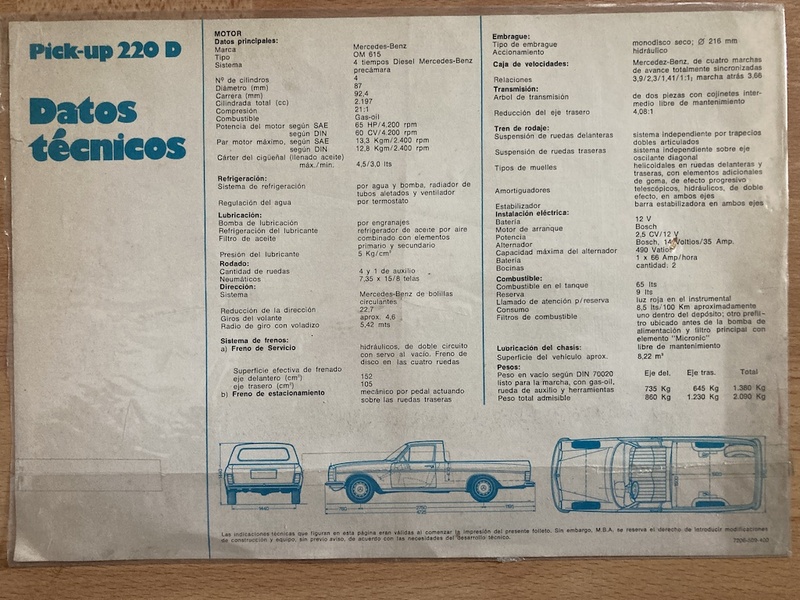 Pick-up 220 D
Datos
técnicos
MOTOR
Datos principales:
Marca Mercedes-Benz
Tipo OM 615
Sistema 4 tiempos Diesel Mercedes-Benz
precámara
Nº de cilindros 4
Diámetro (mm) 87
Carrera (mm) 92,4
Cilindrada total (cc) 2.197
Compresión 21:1
Combustible Gas-oil
Potencia del motor según SAE 65 HP/4.200 rpm
según DIN 60 CV/4.200 rpm
Par motor máximo, según SAE 13,3 Kgm/2.400 rpm
según DIN 12,8 Kgm/2.400 rpm
Cárter del cigüeñal (llenado aceite)
máx./min. 4,5/3,0 lts
Refrigeración:
Sistema de refrigeración por agua y bomba, radiador de
tubos aletados y ventilador
Regulación del agua por termostato
Lubricación:
Bomba de lubricación por engranajes
Refrigeración del lubricante refrigerador de aceite por aire
Filtro de aceite combinado con elementos
primario y secundario
Presión del lubricante 5 Kg/cm²
Rodado:
Cantidad de ruedas 4 y 1 de auxilio
Neumáticos 7,35 x 15/8 telas
Dirección:
Sistema Mercedes-Benz de bolillas
circulantes
Reducción de la dirección 22,7
Giros del volante aprox. 4,6
Radio de giro con voladizo 5,42 mts
Sistema de frenos:
a) Freno de Servicio hidráulicos, de doble circuito
con servo al vacío. Freno de
disco en las cuatro ruedas
Superficie efectiva de frenado
eje delantero (cm²) 152
eje trasero (cm²) 105
b) Freno de estacionamiento mecánico por pedal actuando
sobre las ruedas traseras
Embrague:
Tipo de embrague monodisco seco; Ø 216 mm
Accionamiento hidráulico
Caja de velocidades: Mercedez-Benz, de cuatro marchas
de avance totalmente sincronizadas
Relaciones 3,9/2,3/1,41/1:1; marcha atrás 3,66
Transmisión:
Arbol de transmisión de dos piezas con cojinetes inter-
medio libre de mantenimiento
Reducción del eje trasero 4,08:1
Tren de rodaje:
Suspensión de ruedas delanteras sistema independiente por trapecios
dobles articulados
Suspensión de ruedas traseras sistema independiente sobre eje
oscilante diagonal
Tipos de muelles helicoidales en ruedas delanteras y
traseras, con elementos adicionales
de goma, de efecto progresivo
Amortiguadores telescópicos, hidráulicos, de doble
efecto, en ambos ejes
Estabilizador barra estabilizadora en ambos ejes
Instalación eléctrica:
Batería 12 V
Motor de arranque Bosch
Potencia 2,5 CV/12 V
Alternador Bosch, 14 Voltios/35 Amp.
Capacidad máxima del alternador 490 Vatios
Batería 1 x 66 Amp/hora
Bocinas cantidad: 2
Combustible:
Combustible en el tanque 65 lts
Reserva 9 lts
Llamado de atención p/reserva luz roja en el instrumental
Consumo 8,5 lts/100 Km aproximadamente
Filtros de combustible uno dentro del depósito; otro prefil-
tro ubicado antes de la bomba de
alimentación y filtro principal con
elemento "Micronic"
Lubricación del chasis: libre de mantenimiento
Superficie del vehículo aprox. 8,22 m²
Pesos: Eje del. Eje tras. Total
Peso en vacío según DIN 70020
listo para la marcha, con gas-oil,
rueda de auxilio y herramientas 735 Kg 645 Kg 1.380 Kg
Peso total admisible 860 Kg 1.230 Kg 2.090 Kg
Las indicaciones técnicas que figuran en esta página eran válidas al comenzar la impresión del presente folleto. Sin embargo, M.B.A. se reserva el derecho de introducir modificaciones
de construcción y equipo, sin previo aviso, de acuerdo con las necesidades del desarrollo técnico.